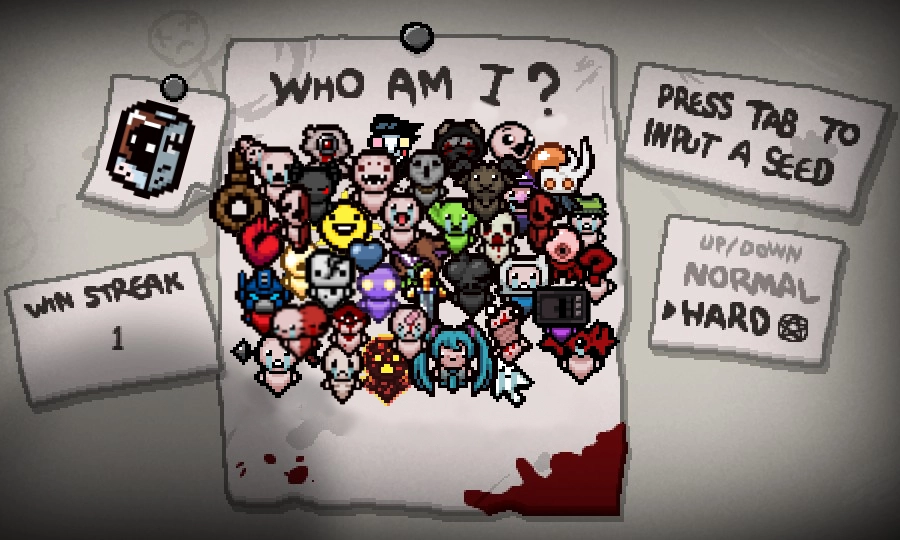 WHO AM I?
PRESS TAB TO
INPUT A SEED
WIN STREAK
1
UP/DOWN
NORMAL
HARD